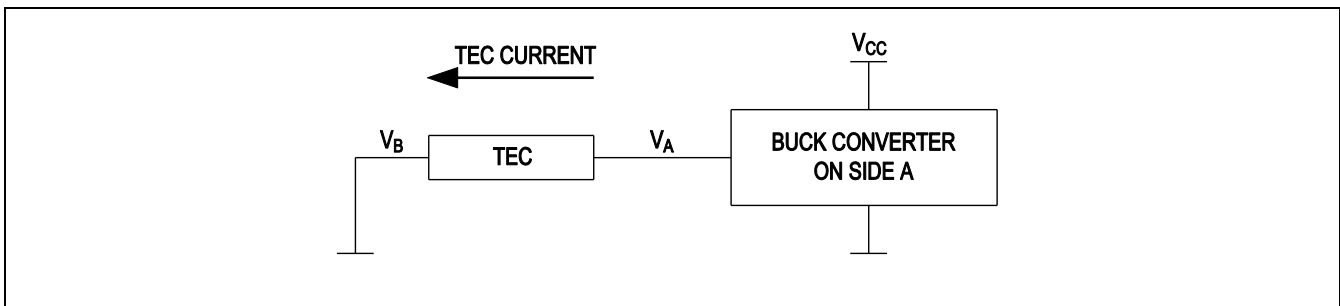 TEC CURRENT
VCC
VB
TEC
VA
BUCK CONVERTER
ON SIDE A